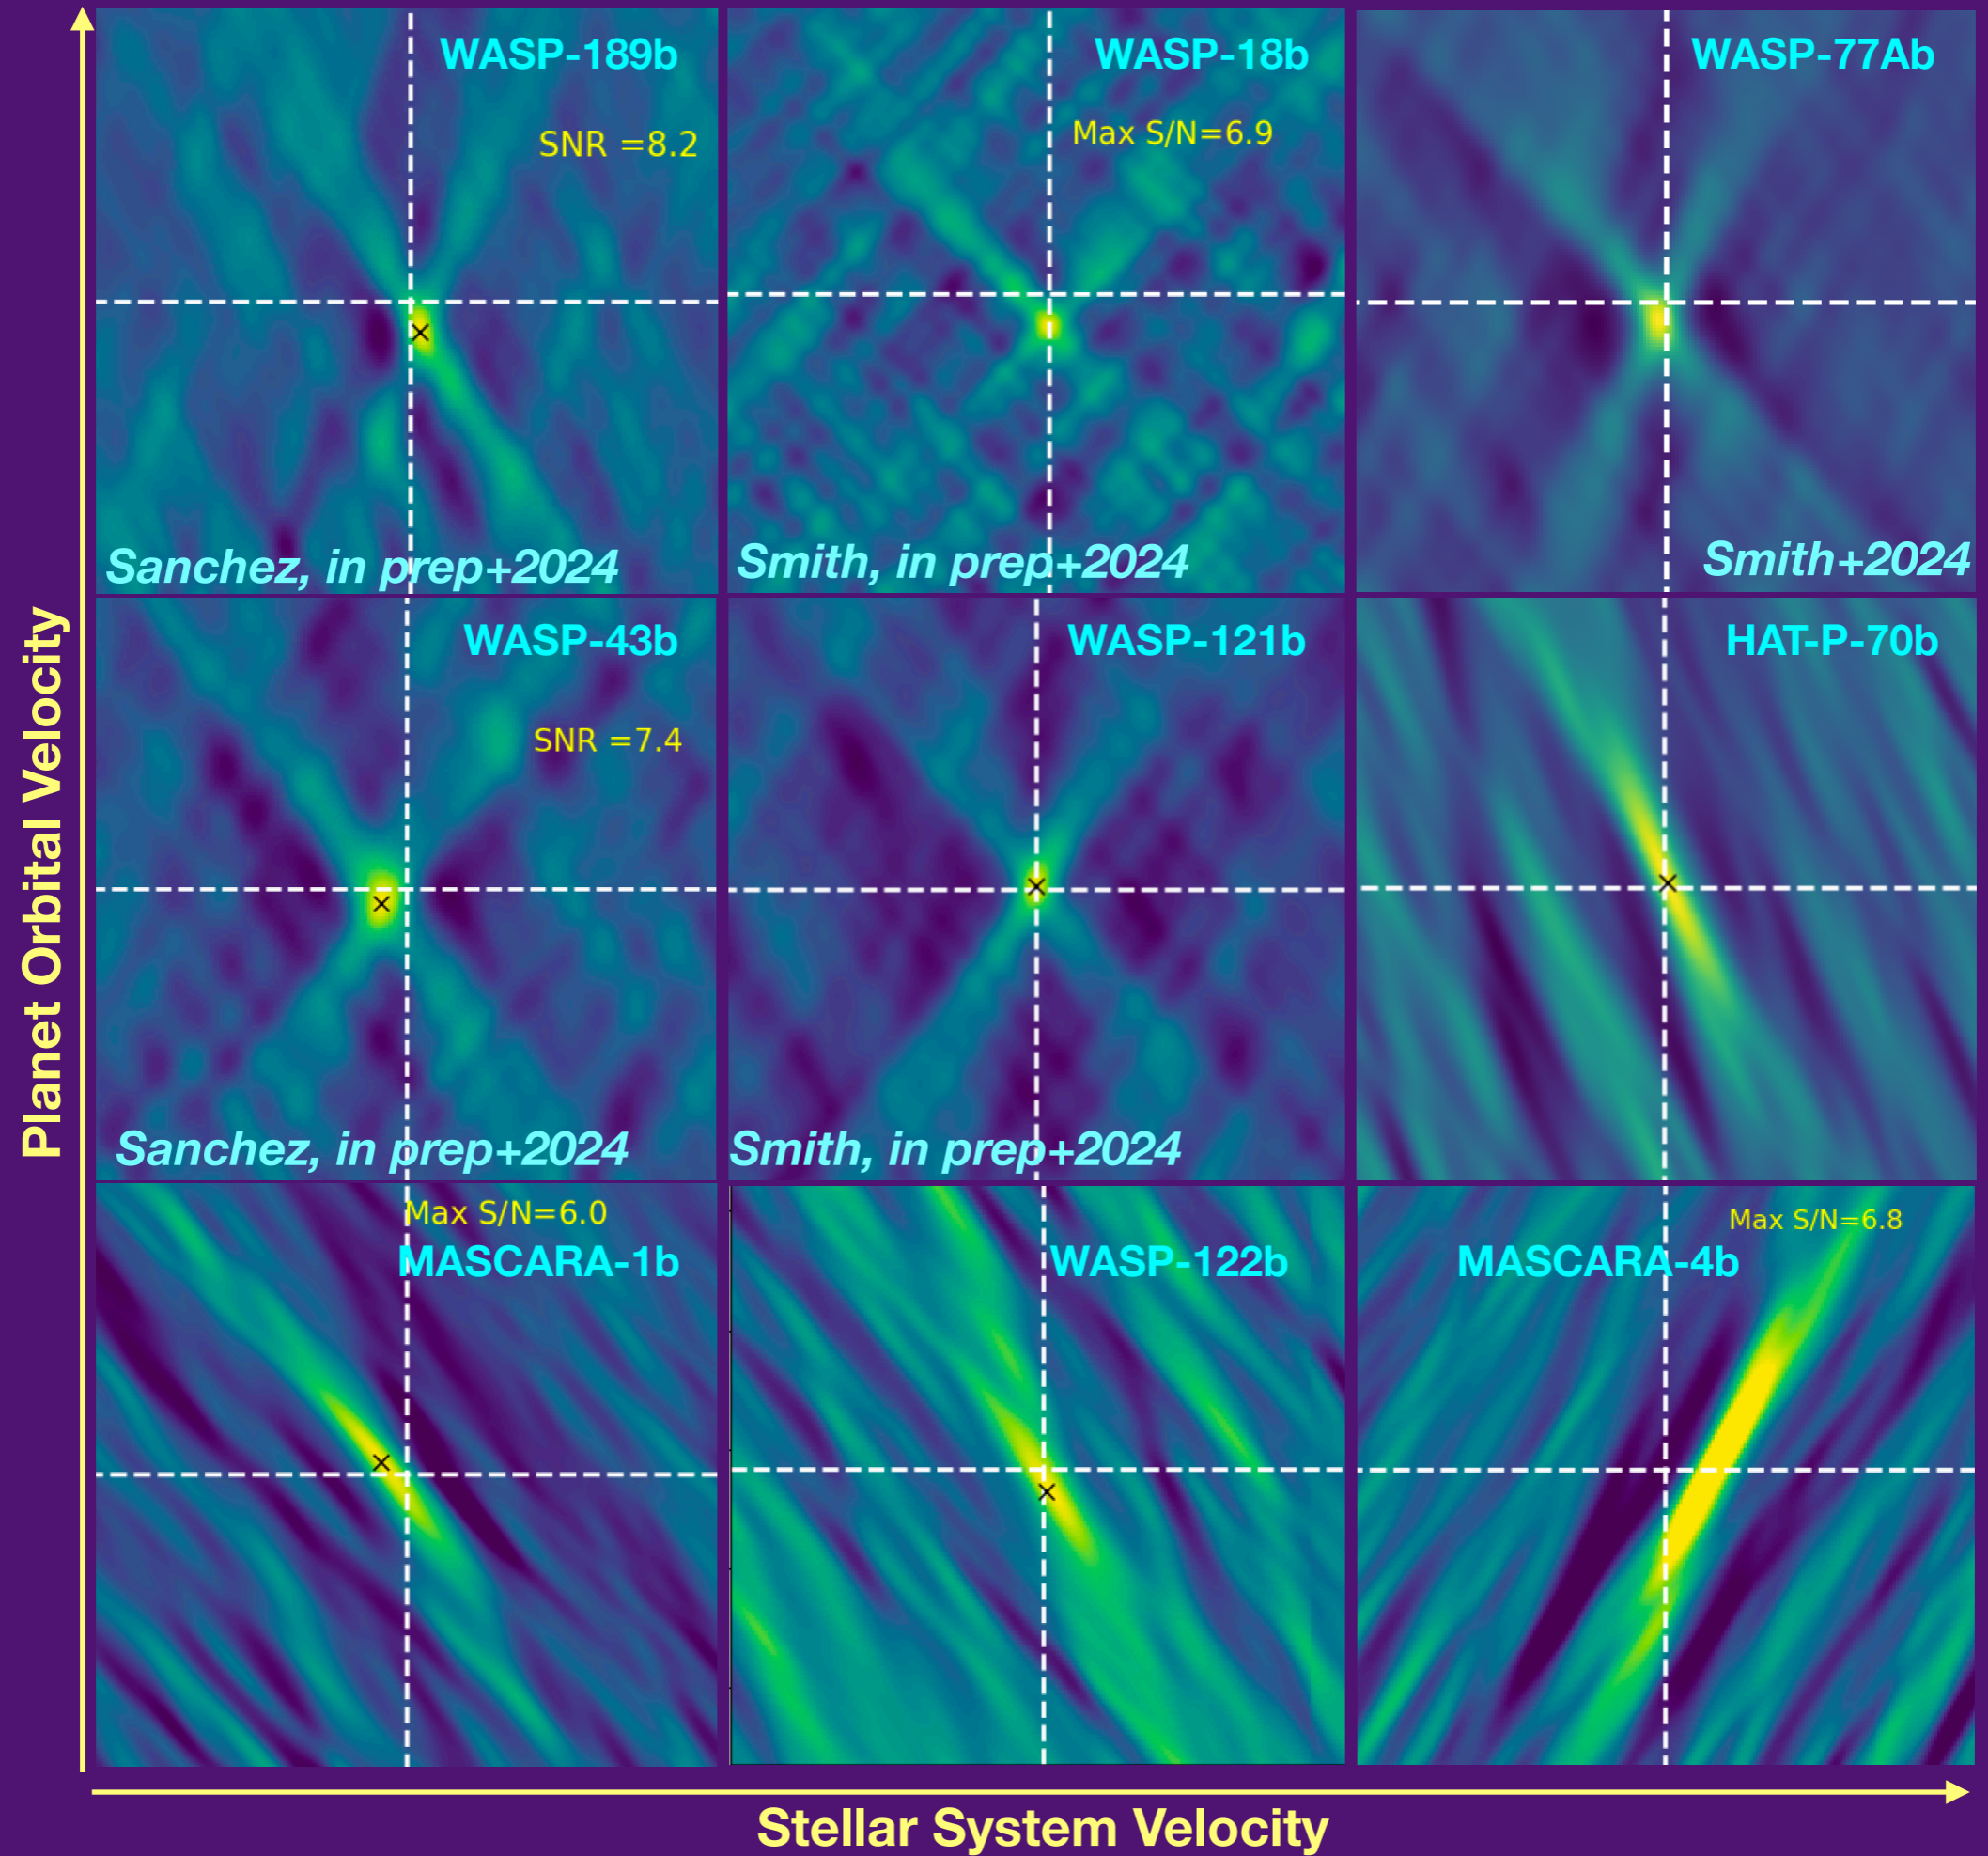 WASP-189b
SNR =8.2
Sanchez, in prep+2024
WASP-18b
Max S/N=6.9
Smith, in prep+2024
WASP-77Ab
Smith+2024
WASP-43b
SNR =7.4
Sanchez, in prep+2024
WASP-121b
Smith, in prep+2024
HAT-P-70b
Max S/N=6.0
MASCARA-1b
WASP-122b
Max S/N=6.8
MASCARA-4b
Planet Orbital Velocity
Stellar System Velocity